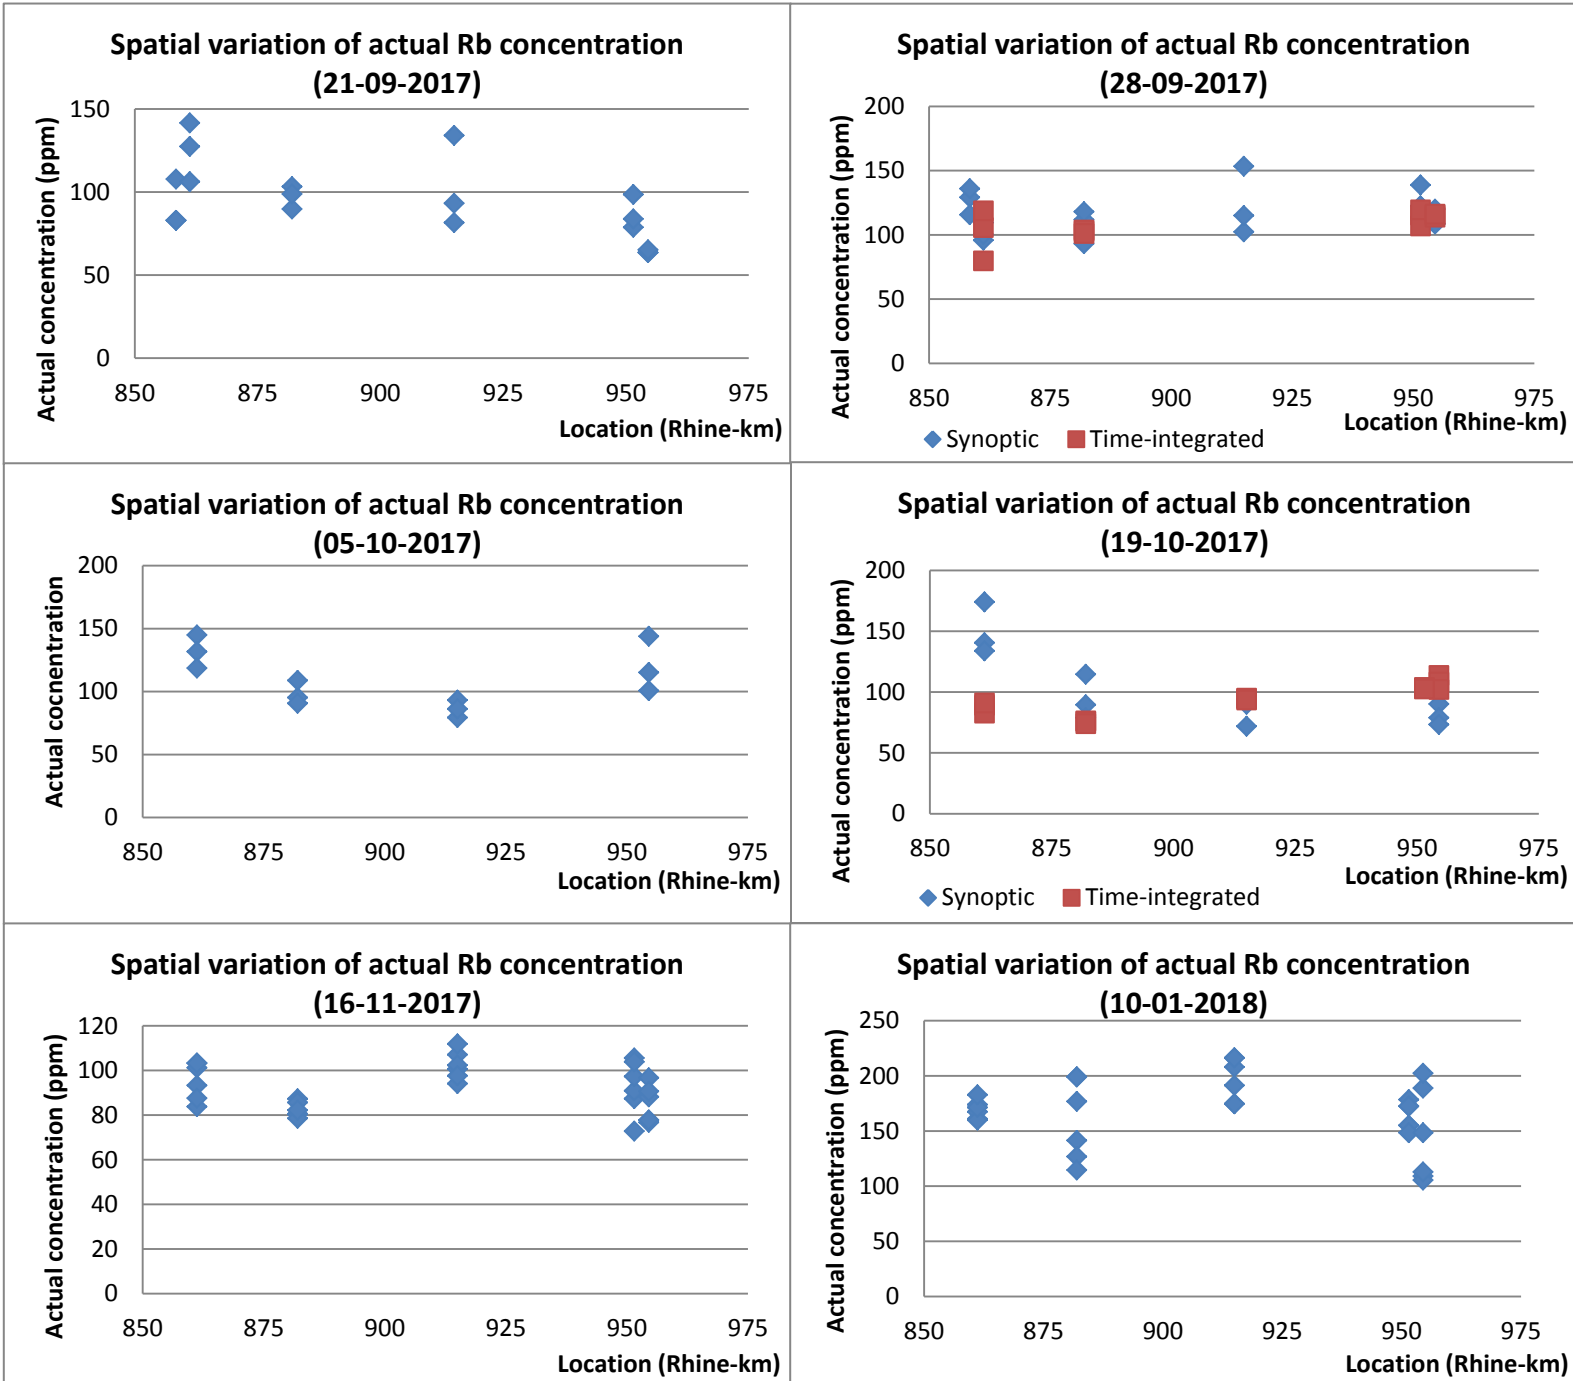 Spatial variation of actual Rb concentration
(21-09-2017)
Actual concentration (ppm)
150
100
50
0
850 875 900 925 950 975
Location (Rhine-km)
Spatial variation of actual Rb concentration
(28-09-2017)
Actual concentration (ppm)
200
150
100
50
0
850 875 900 925 950 975
Location (Rhine-km)
Synoptic Time-integrated
Spatial variation of actual Rb concentration
(05-10-2017)
Actual cocnentration
200
150
100
50
0
850 875 900 925 950 975
Location (Rhine-km)
Spatial variation of actual Rb concentration
(19-10-2017)
Actual concentration (ppm)
200
150
100
50
0
850 875 900 925 950 975
Location (Rhine-km)
Synoptic Time-integrated
Spatial variation of actual Rb concentration
(16-11-2017)
Actual concentration (ppm)
120
100
80
60
40
20
0
850 875 900 925 950 975
Location (Rhine-km)
Spatial variation of actual Rb concentration
(10-01-2018)
Actual concentration (ppm)
250
200
150
100
50
0
850 875 900 925 950 975
Location (Rhine-km)